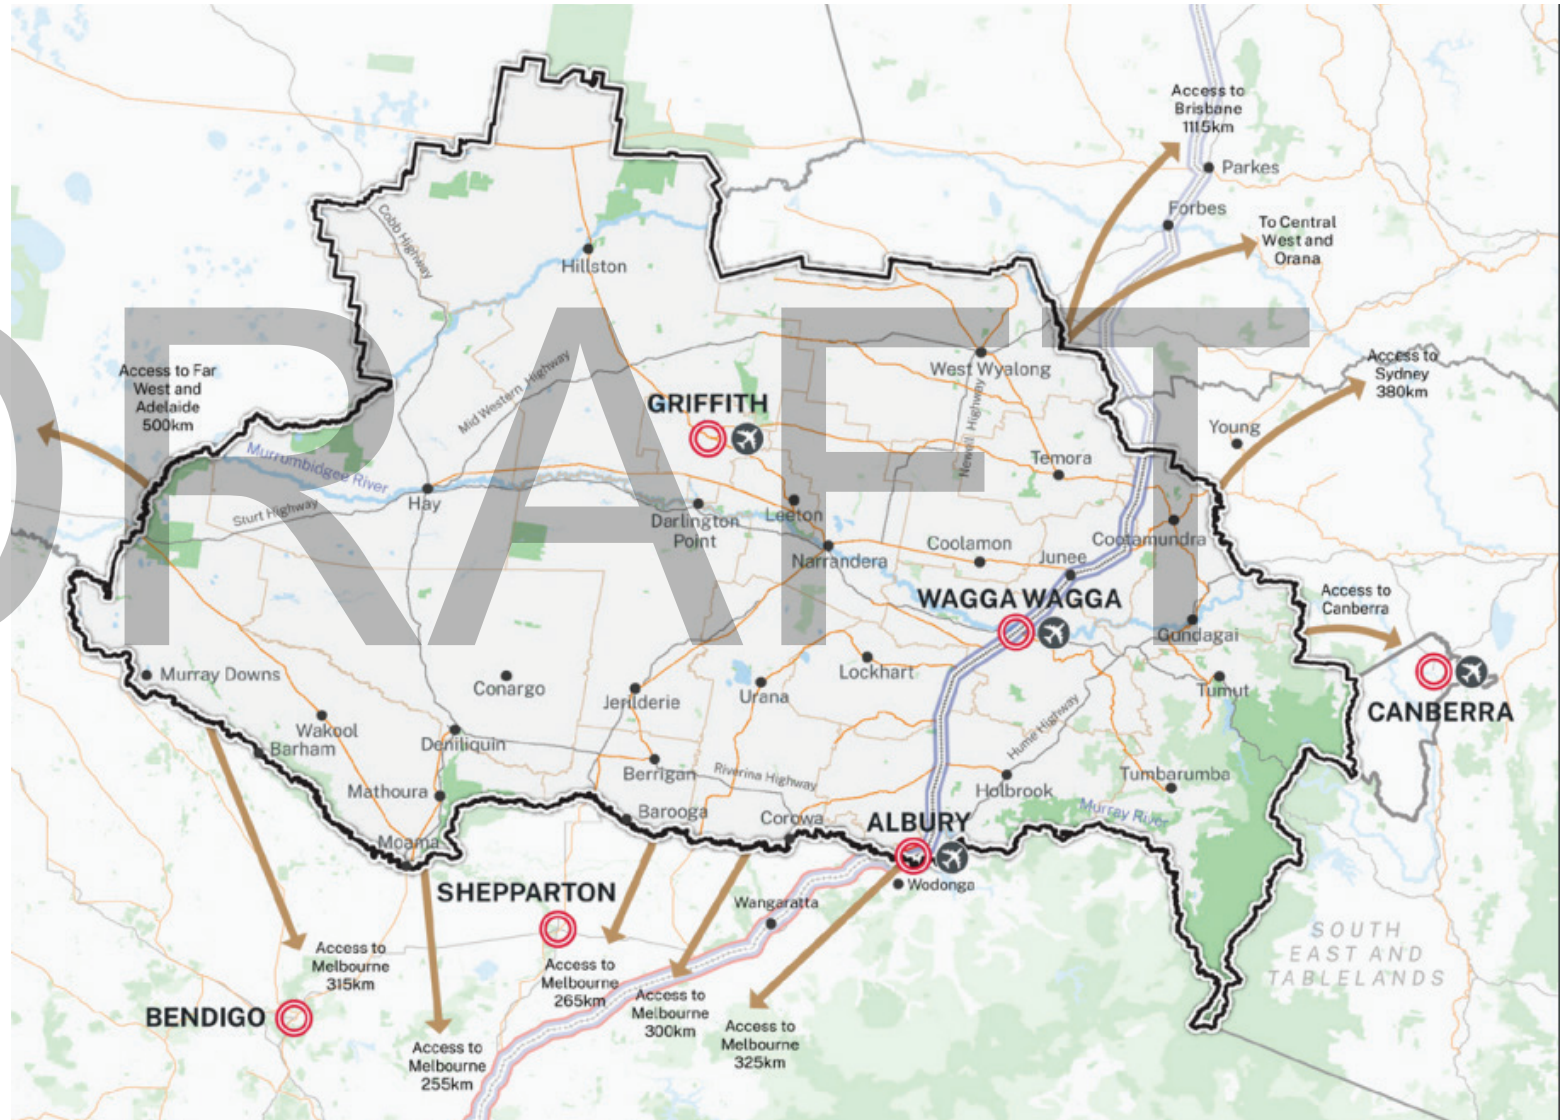 Access to
Brisbane
1115km
Parkes
Forbes
To Central
West and
Orana
Cobb Highway
Hillston
DRAFT
Access to Far
West and
Adelaide
500km
Mid Western Highway
West Wyalong
Access to
Sydney
380km
GRIFFITH
Newell Highway
Young
Temora
Murrumbidgee River
Hay
Sturt Highway
Darlington
Point
Leeton
Narrandera
Coolamon
Junee
Cootamundra
WAGGA WAGGA
Gundagai
Access to
Canberra
Murray Downs
Conargo
Jerilderie
Urana
Lockhart
Tumut
CANBERRA
Wakool
Barham
Deniliquin
Hume Highway
Berrigan
Riverina Highway
Holbrook
Tumbarumba
Mathoura
Barooga
Corowa
ALBURY
Murray River
Moama
Wodonga
SHEPPARTON
Wangaratta
SOUTH
EAST AND
TABLELANDS
Access to
Melbourne
315km
Access to
Melbourne
265km
Access to
Melbourne
300km
BENDIGO
Access to
Melbourne
325km
Access to
Melbourne
255km